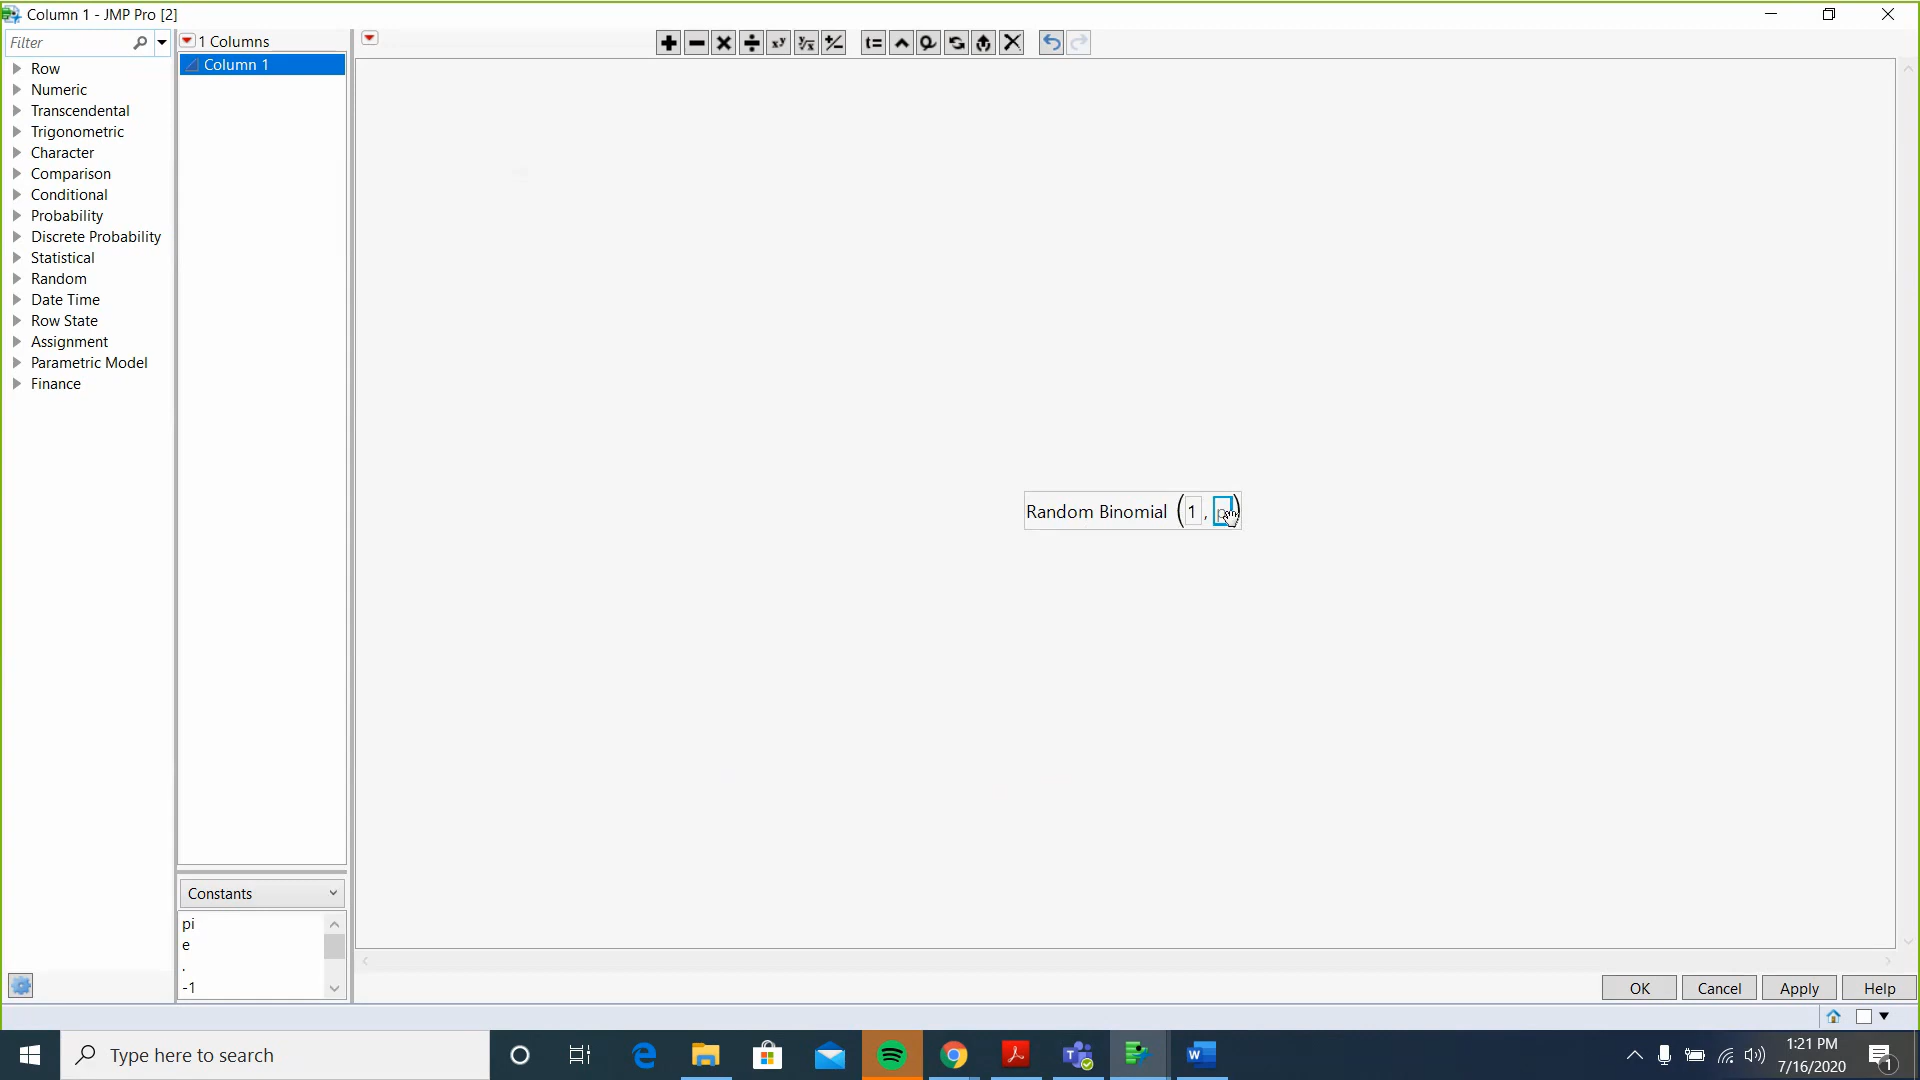 Column 1 - JMP Pro [2]
Filter
1 Columns
Row
Numeric
Transcendental
Trigonometric
Character
Comparison
Conditional
Probability
Discrete Probability
Statistical
Random
Date Time
Row State
Assignment
Parametric Model
Finance
Column 1
t=
Random Binomial (1, p)
Constants
pi
e
.
-1
OK
Cancel
Apply
Help
Type here to search
1:21 PM
7/16/2020
1